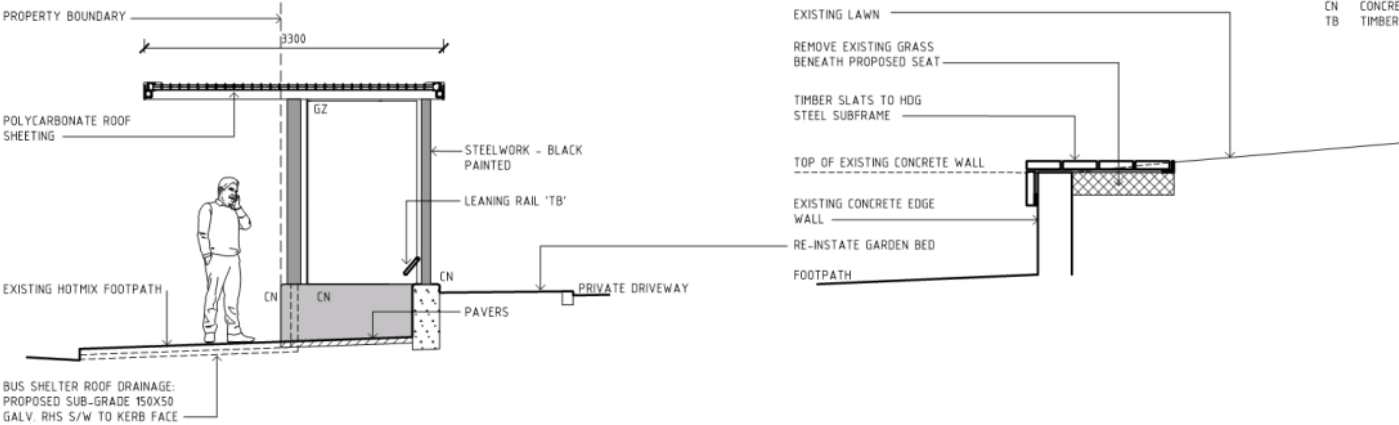 PROPERTY BOUNDARY
3300
POLYCARBONATE ROOF
SHEETING
GZ
STEELWORK - BLACK
PAINTED
LEANING RAIL 'TB'
EXISTING HOTMIX FOOTPATH
CN
CN
CN
PRIVATE DRIVEWAY
PAVERS
BUS SHELTER ROOF DRAINAGE:
PROPOSED SUB-GRADE 150X50
GALV. RHS S/W TO KERB FACE
EXISTING LAWN
REMOVE EXISTING GRASS
BENEATH PROPOSED SEAT
TIMBER SLATS TO HDG
STEEL SUBFRAME
TOP OF EXISTING CONCRETE WALL
EXISTING CONCRETE EDGE
WALL
RE-INSTATE GARDEN BED
FOOTPATH
CN CONCRE
TB TIMBER